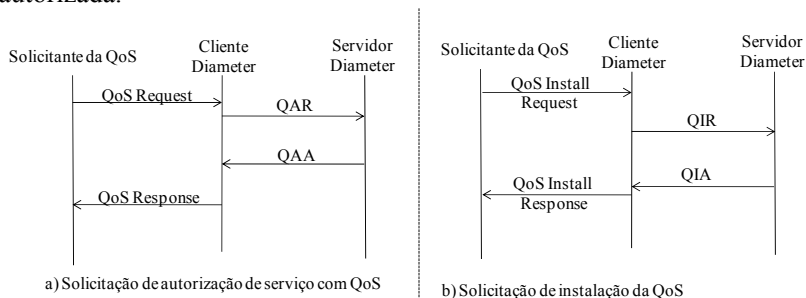 autorizada.
Solicitante da QoS
Cliente
Diameter
Servidor
Diameter
QoS Request
QAR
QAA
QoS Response
a) Solicitação de autorização de serviço com QoS
Solicitante da QoS
Cliente
Diameter
Servidor
Diameter
QoS Install
Request
QIR
QIA
QoS Install
Response
b) Solicitação de instalação da QoS